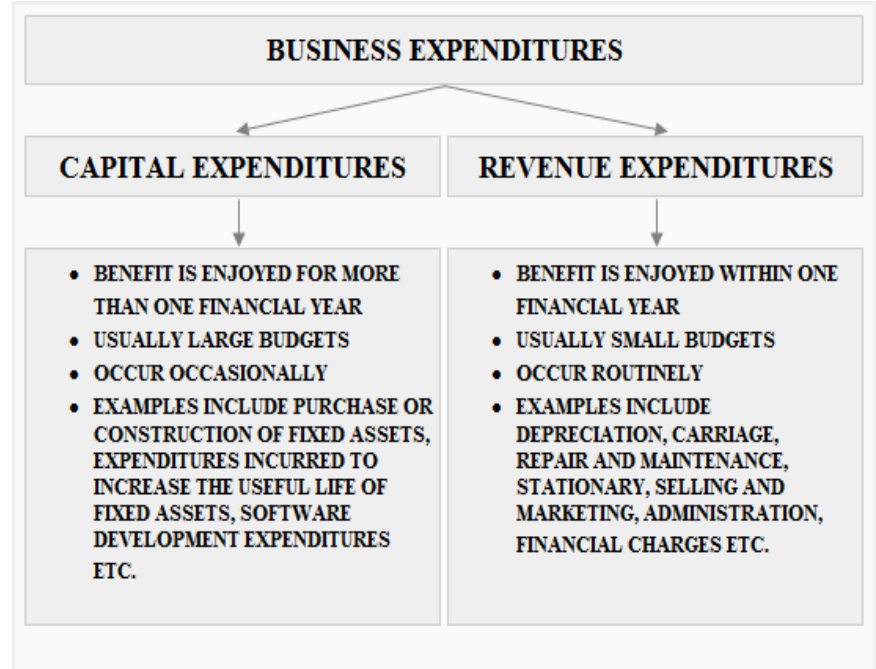 BUSINESS EXPENDITURES
CAPITAL EXPENDITURES
REVENUE EXPENDITURES
• BENEFIT IS ENJOYED FOR MORE
THAN ONE FINANCIAL YEAR
• USUALLY LARGE BUDGETS
• OCCUR OCCASIONALLY
• EXAMPLES INCLUDE PURCHASE OR
CONSTRUCTION OF FIXED ASSETS,
EXPENDITURES INCURRED TO
INCREASE THE USEFUL LIFE OF
FIXED ASSETS, SOFTWARE
DEVELOPMENT EXPENDITURES
ETC.
• BENEFIT IS ENJOYED WITHIN ONE
FINANCIAL YEAR
• USUALLY SMALL BUDGETS
• OCCUR ROUTINELY
• EXAMPLES INCLUDE
DEPRECIATION, CARRIAGE,
REPAIR AND MAINTENANCE,
STATIONARY, SELLING AND
MARKETING, ADMINISTRATION,
FINANCIAL CHARGES ETC.